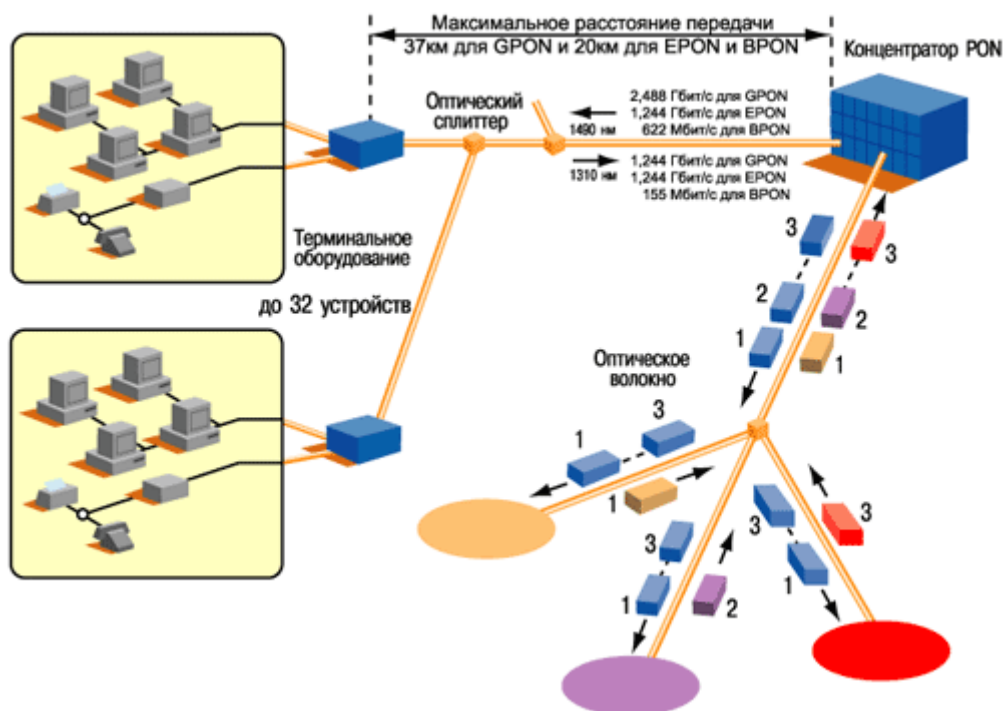 Максимальное расстояние передачи
37км для GPON и 20км для EPON и BPON
Концентратор PON
Оптический
сплиттер
2,488 Гбит/с для GPON
1,244 Гбит/с для EPON
1490 нм
622 Мбит/с для BPON
1310 нм
1,244 Гбит/с для GPON
1,244 Гбит/с для EPON
155 Мбит/с для BPON
Терминальное
оборудование
до 32 устройств
Оптическое
волокно
3
3
2
2
1
1
3
1
1
3
3
3
1
1
2